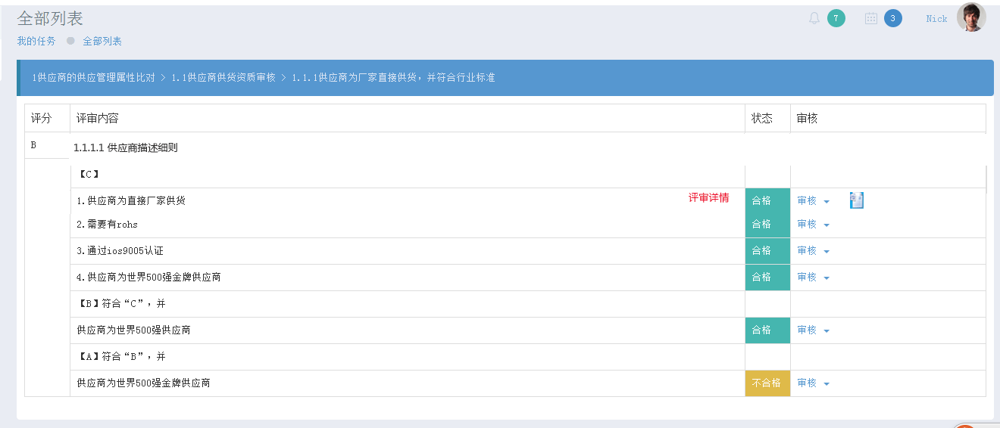 全部列表
7
3
Nick
我的任务 全部列表
1供应商的供应管理属性比对 > 1.1供应商供货资质审核 > 1.1.1供应商为厂家直接供货，并符合行业标准
评分 评审内容 状态 审核
B 1.1.1.1 供应商描述细则
【C】
1.供应商为直接厂家供货 评审详情 合格 审核
2.需要有rohs 合格 审核
3.通过ios9005认证 合格 审核
4.供应商为世界500强金牌供应商 合格 审核
【B】符合“C”，并
供应商为世界500强供应商 合格 审核
【A】符合“B”，并
供应商为世界500强金牌供应商 不合格 审核